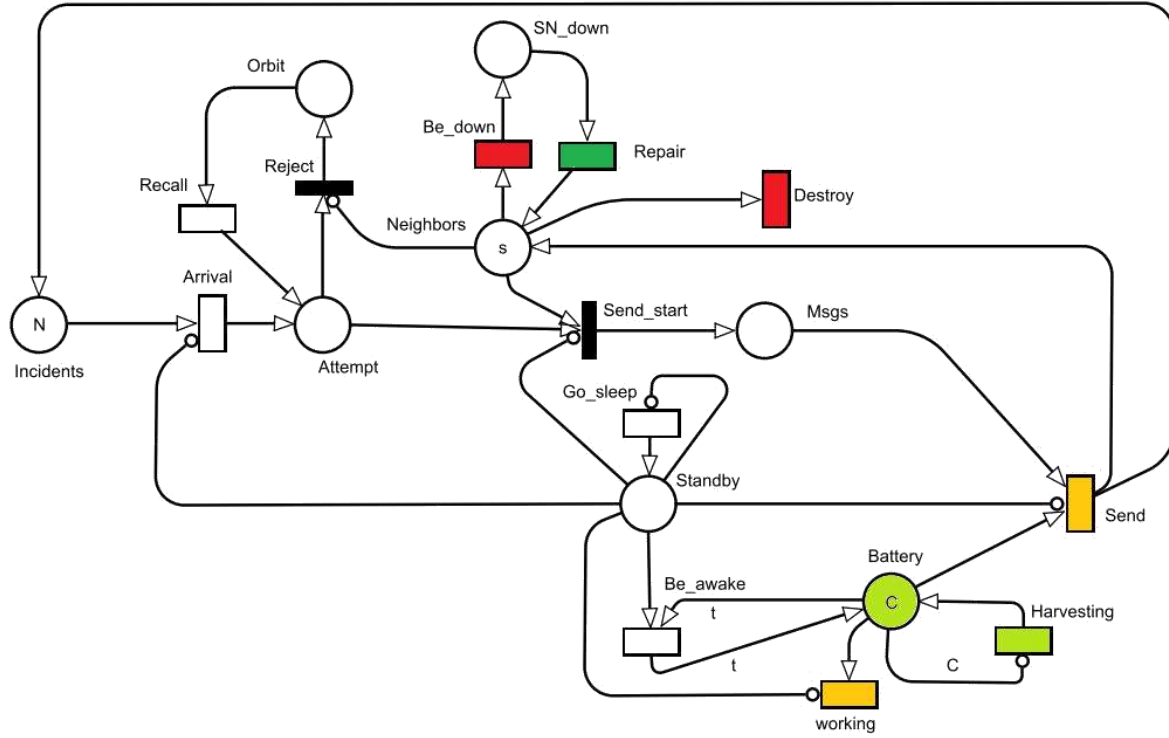 SN_down
Orbit
Be_down
Repair
Reject
Recall
Destroy
Neighbors
s
Arrival
Send_start
Msgs
N
Incidents
Attempt
Go_sleep
Standby
Send
Battery
Be_awake
C
Harvesting
t
t
C
working